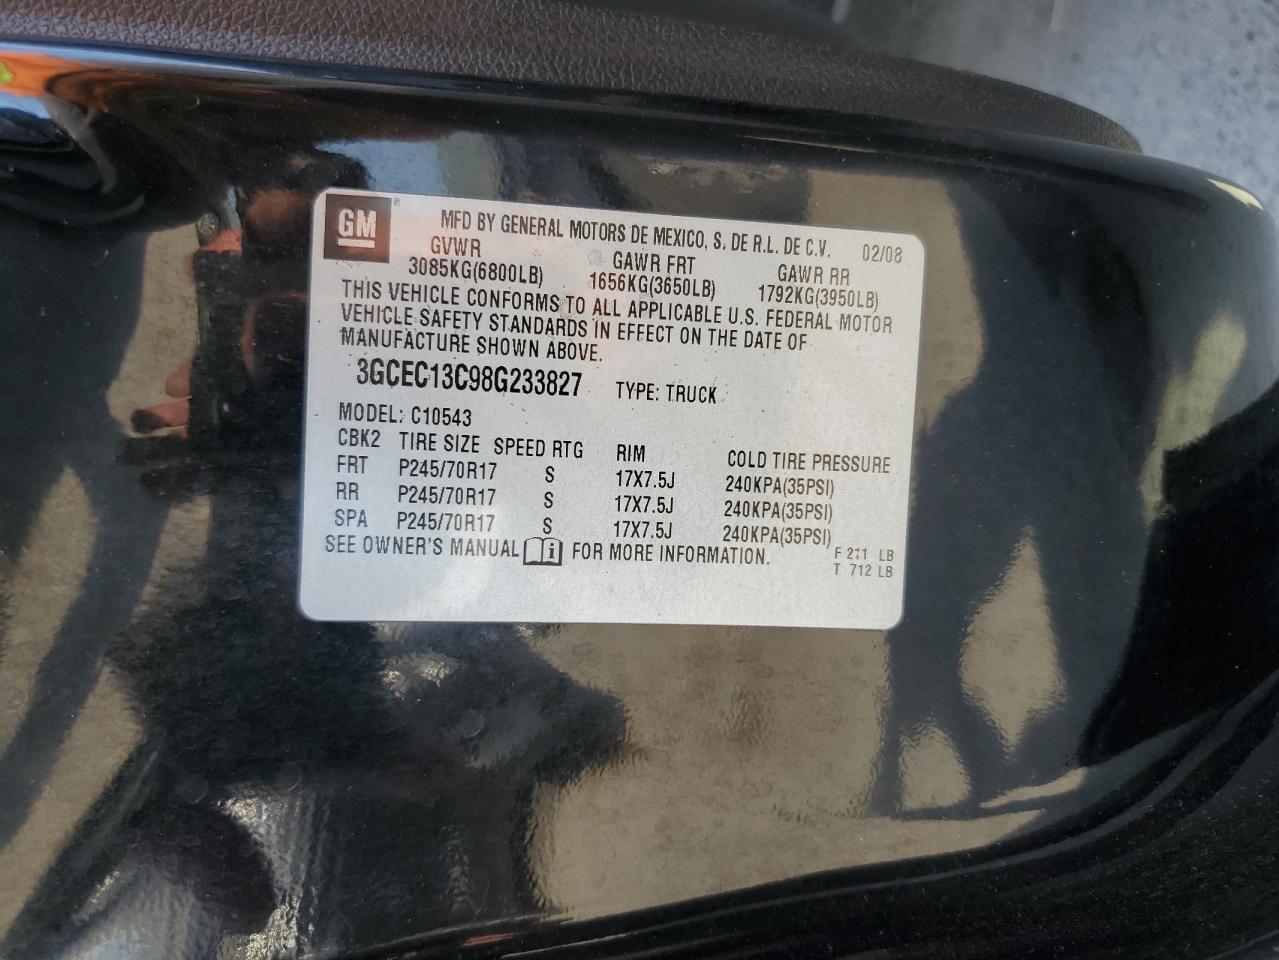 GM ® MFD BY GENERAL MOTORS DE MEXICO, S. DE R.L. DE C.V. 02/08
GVWR GAWR FRT GAWR RR
3085KG(6800LB) 1656KG(3650LB) 1792KG(3950LB)
THIS VEHICLE CONFORMS TO ALL APPLICABLE U.S. FEDERAL MOTOR
VEHICLE SAFETY STANDARDS IN EFFECT ON THE DATE OF
MANUFACTURE SHOWN ABOVE.
3GCEC13C98G233827 TYPE: TRUCK
MODEL: C10543
CBK2 TIRE SIZE SPEED RTG RIM COLD TIRE PRESSURE
FRT P245/70R17 S 17X7.5J 240KPA(35PSI)
RR P245/70R17 S 17X7.5J 240KPA(35PSI)
SPA P245/70R17 S 17X7.5J 240KPA(35PSI)
SEE OWNER'S MANUAL i FOR MORE INFORMATION. F 211 LB
T 712 LB